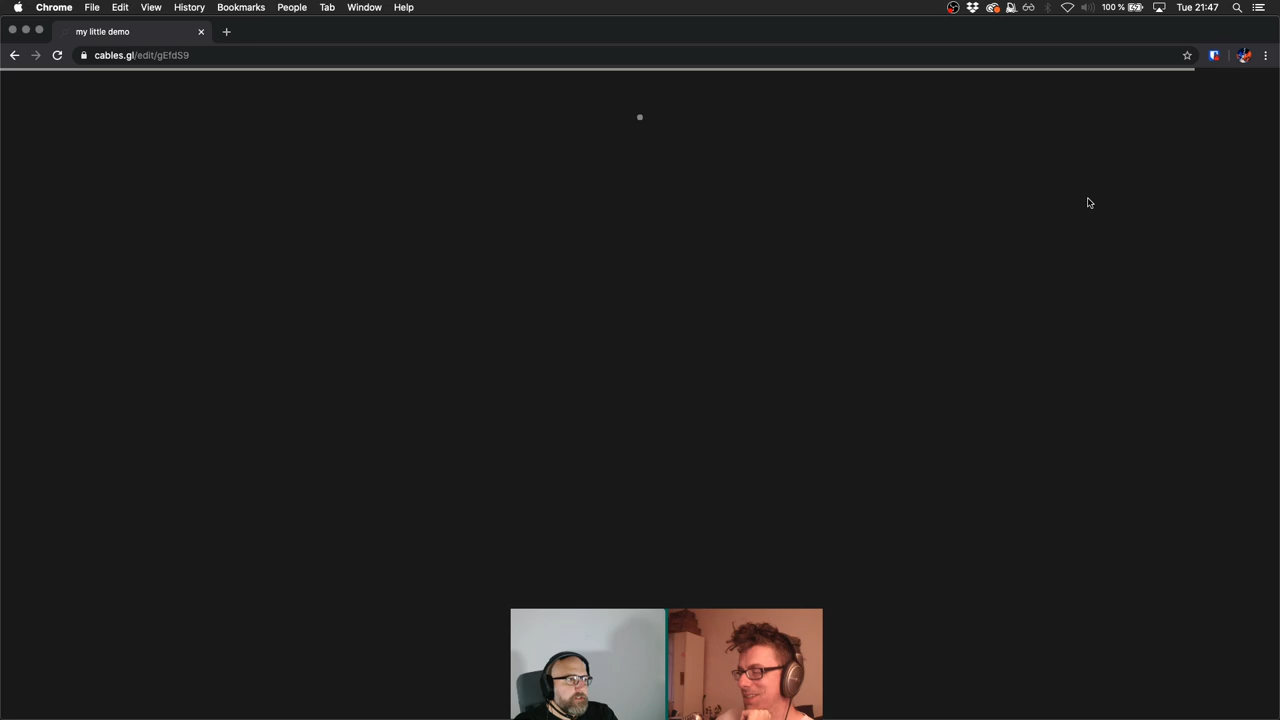 Chrome File Edit View History Bookmarks People Tab Window Help 100 % Tue 21:47
my little demo
cables.gl/edit/gEfdS9